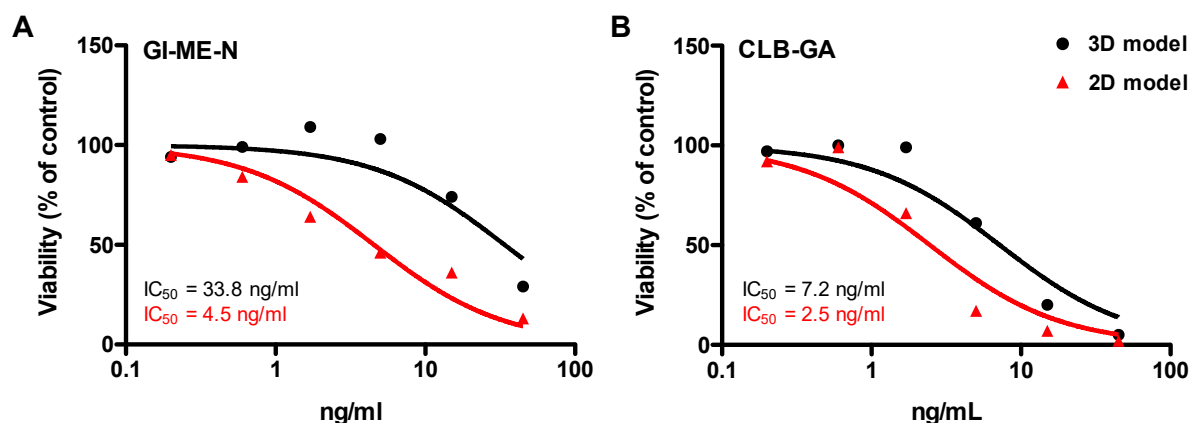 A
GI-ME-N
Viability (% of control)
150
100
50
0
IC50 = 33.8 ng/ml
IC50 = 4.5 ng/ml
0.1
1
10
100
ng/ml
B
CLB-GA
3D model
2D model
Viability (% of control)
150
100
50
0
IC50 = 7.2 ng/ml
IC50 = 2.5 ng/ml
0.1
1
10
100
ng/mL